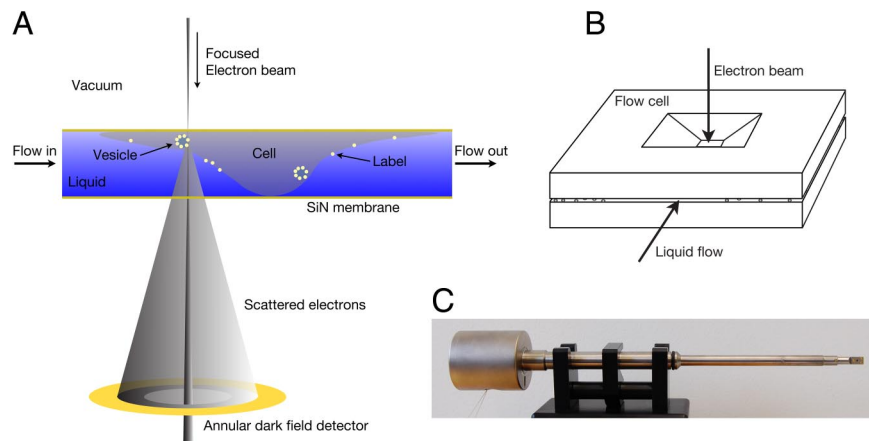 A
Focused
Electron beam
Vacuum
Flow in
Vesicle
Cell
Label
Flow out
Liquid
SiN membrane
Scattered electrons
Annular dark field detector
B
Electron beam
Flow cell
Liquid flow
C